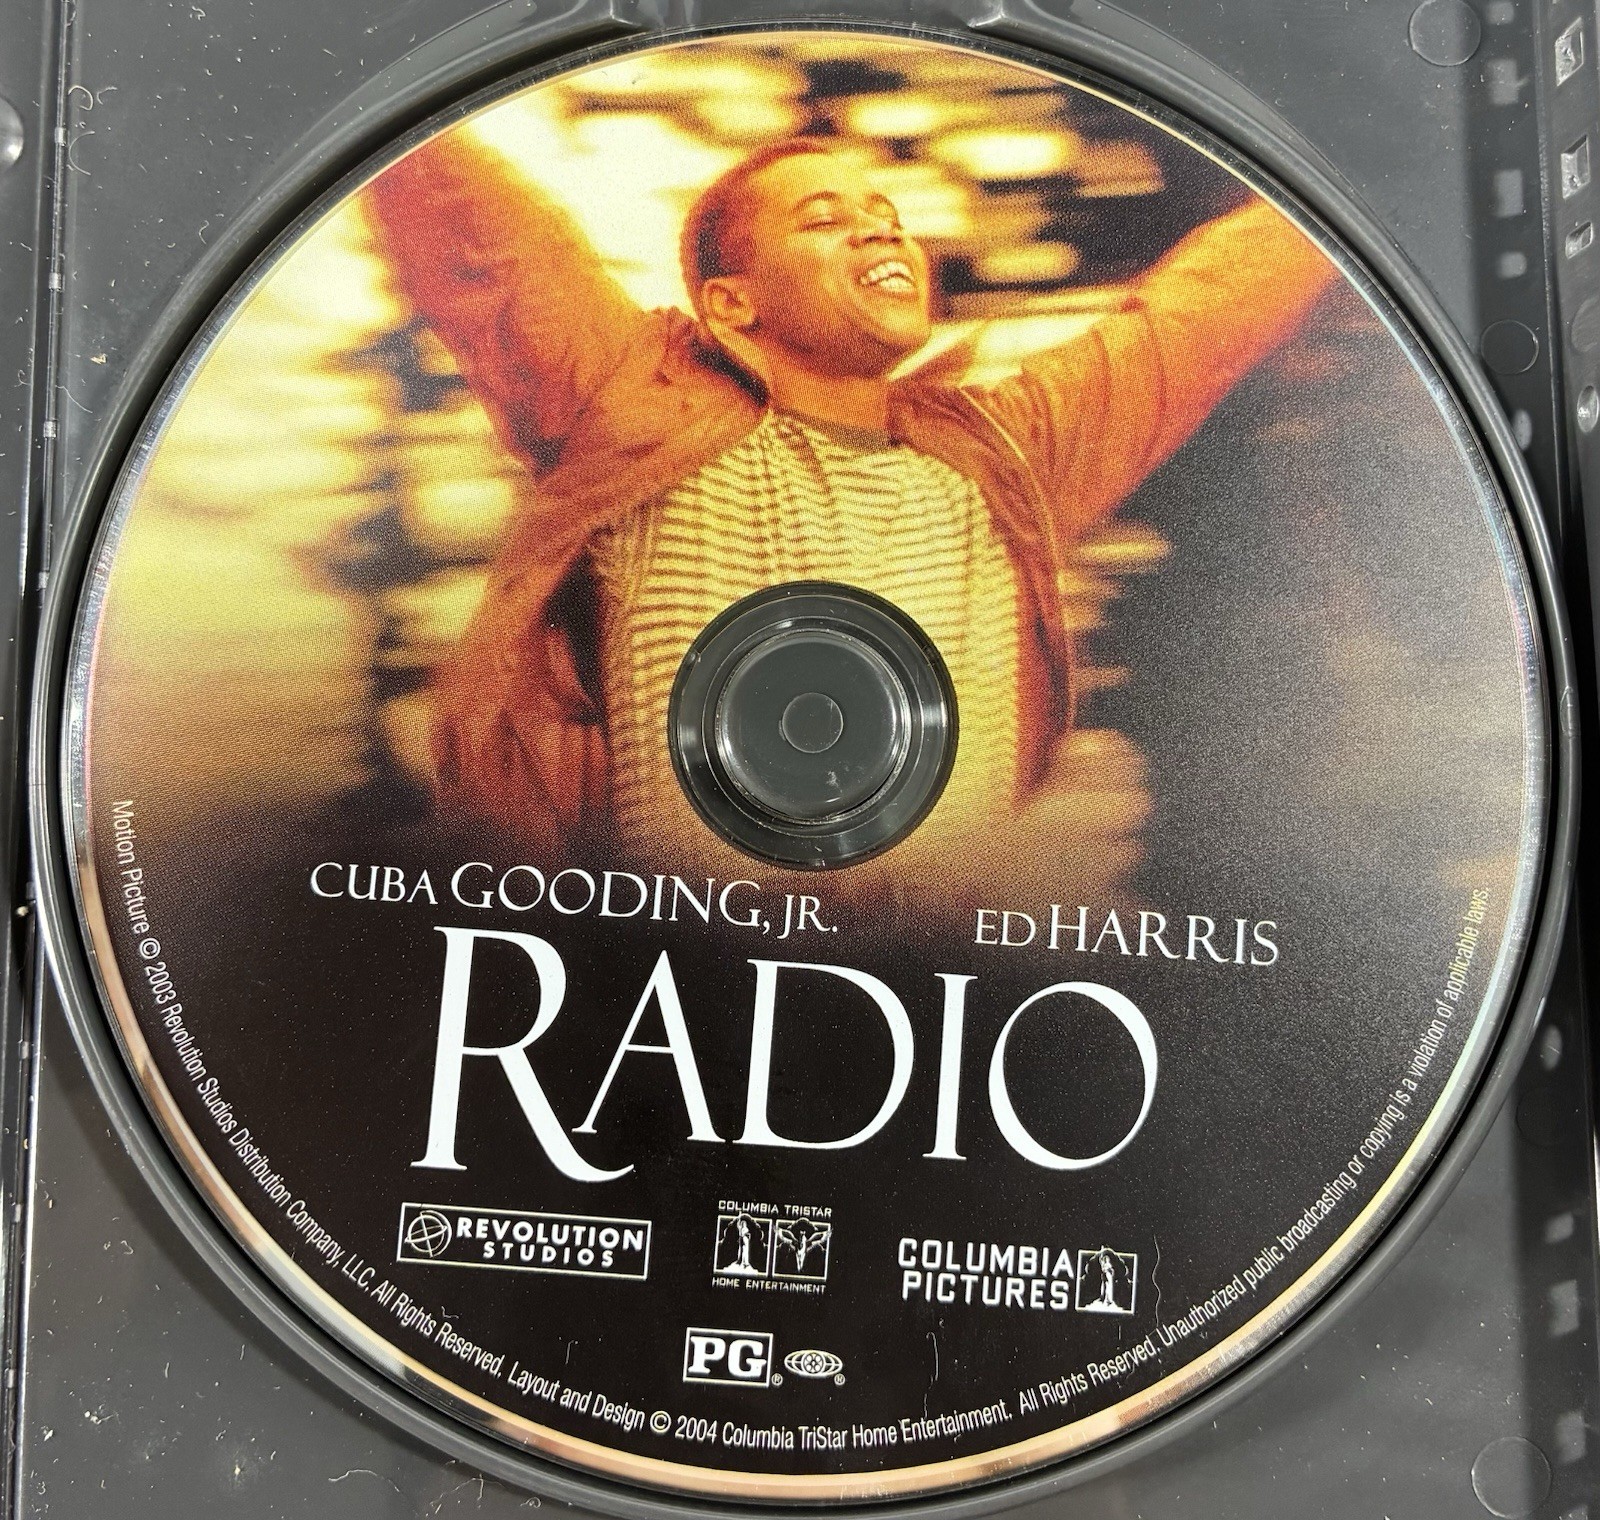 CUBA GOODING, JR.
ED HARRIS
RADIO
REVOLUTION
STUDIOS
COLUMBIA TRISTAR
HOME ENTERTAINMENT
COLUMBIA
PICTURES
PG ® ®
Motion Picture © 2003 Revolution Studios Distribution Company, LLC. All Rights Reserved. Layout and Design © 2004 Columbia TriStar Home Entertainment. All Rights Reserved. Unauthorized public broadcasting or copying is a violation of applicable laws.